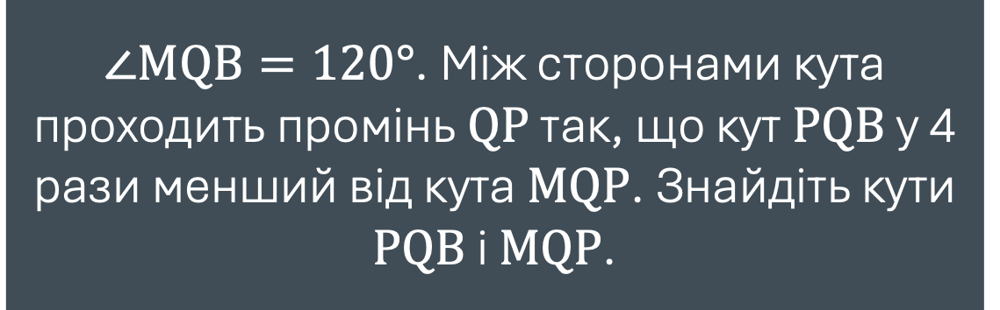 ∠MQB = 120°. Між сторонами кута
проходить промінь QP так, що кут PQB у 4
рази менший від кута MQP. Знайдіть кути
PQB і MQP.